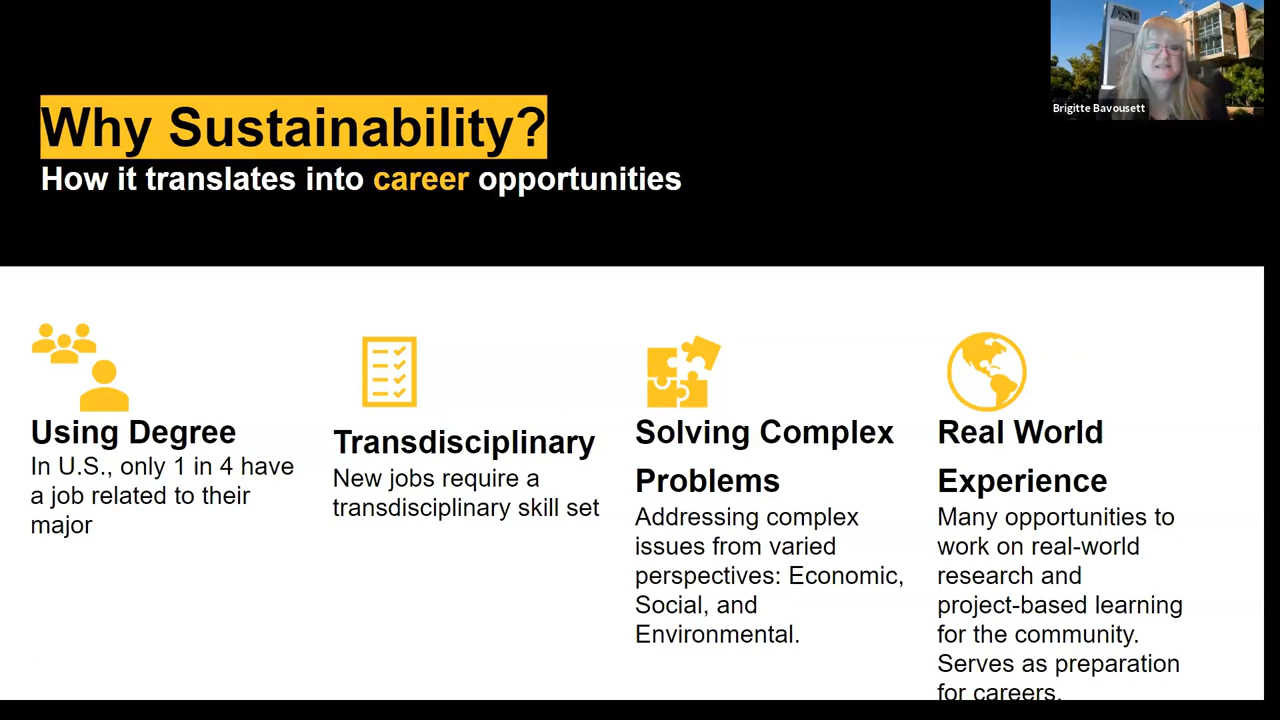 ASU
Brigitte Bavousett
Why Sustainability?
How it translates into career opportunities
Using Degree
In U.S., only 1 in 4 have
a job related to their
major
Transdisciplinary
New jobs require a
transdisciplinary skill set
Solving Complex
Problems
Addressing complex
issues from varied
perspectives: Economic,
Social, and
Environmental.
Real World
Experience
Many opportunities to
work on real-world
research and
project-based learning
for the community.
Serves as preparation
for careers.